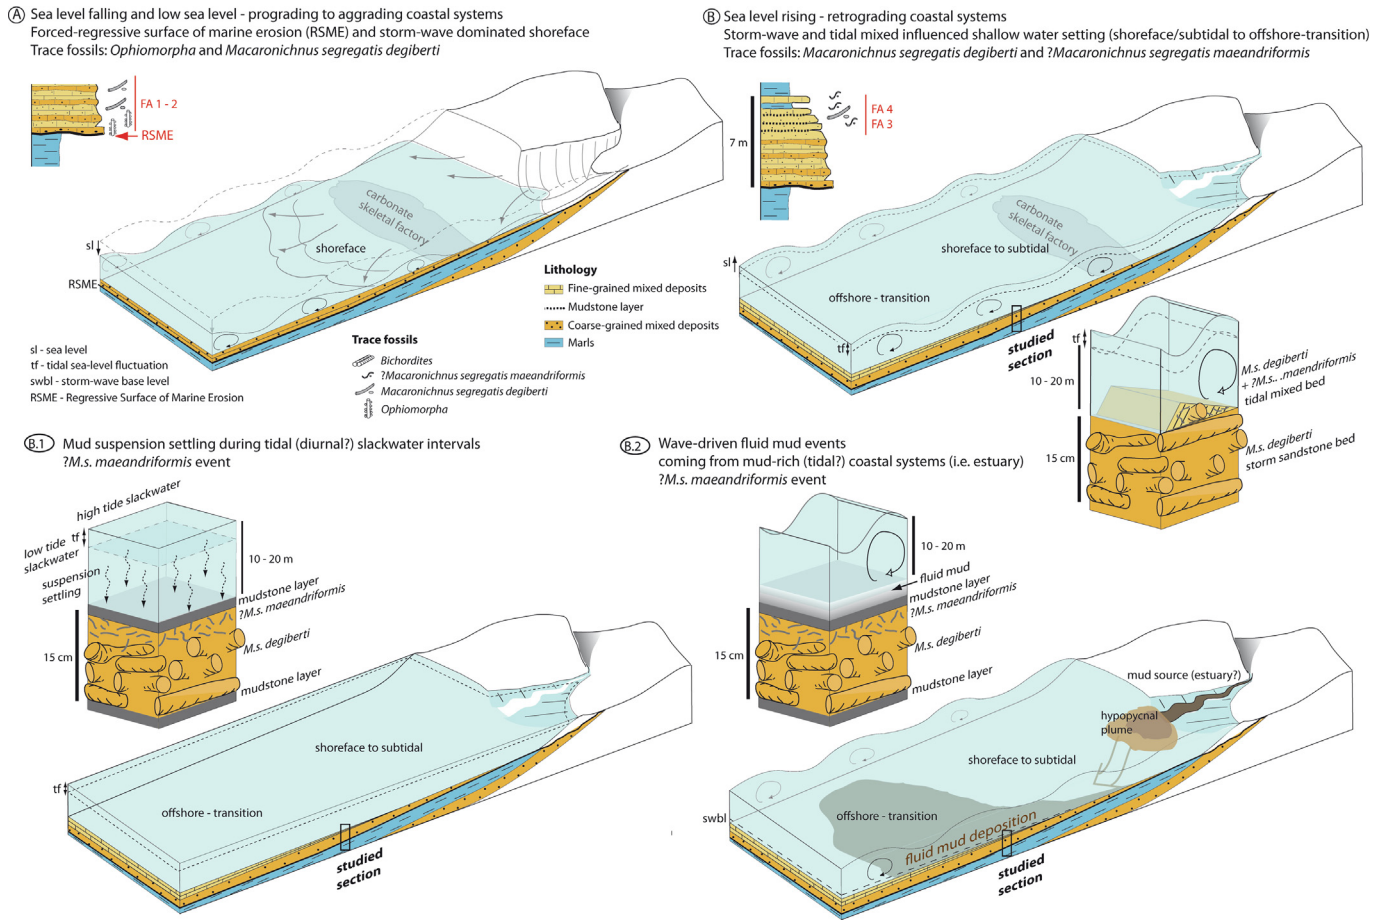 A Sea level falling and low sea level - prograding to aggrading coastal systems
Forced-regressive surface of marine erosion (RSME) and storm-wave dominated shoreface
Trace fossils: Ophiomorpha and Macaronichnus segregatis degiberti
FA 1 - 2
RSME
carbonate
skeletal factory
shoreface
sl
RSME
sl - sea level
tf - tidal sea-level fluctuation
swbl - storm-wave base level
RSME - Regressive Surface of Marine Erosion
Trace fossils
Bichordites
?Macaronichnus segregatis maeandriformis
Macaronichnus segregatis degiberti
Ophiomorpha
Lithology
Fine-grained mixed deposits
Mudstone layer
Coarse-grained mixed deposits
Marls
B Sea level rising - retrograding coastal systems
Storm-wave and tidal mixed influenced shallow water setting (shoreface/subtidal to offshore-transition)
Trace fossils: Macaronichnus segregatis degiberti and ?Macaronichnus segregatis maeandriformis
FA 4
FA 3
7 m
carbonate
skeletal factory
shoreface to subtidal
offshore - transition
sl
tf
studied
section
tf
10 - 20 m
15 cm
M.s. degiberti
+ ?M.s.. .maendriformis
tidal mixed bed
M.s. degiberti
storm sandstone bed
B.1 Mud suspension settling during tidal (diurnal?) slackwater intervals
?M.s. maeandriformis event
high tide slackwater
tf
low tide
slackwater
suspension
settling
10 - 20 m
mudstone layer
?M.s. maeandriformis
M.s. degiberti
15 cm
mudstone layer
shoreface to subtidal
offshore - transition
tf
studied
section
B.2 Wave-driven fluid mud events
coming from mud-rich (tidal?) coastal systems (i.e. estuary)
?M.s. maeandriformis event
10 - 20 m
fluid mud
mudstone layer
?M.s. maeandriformis
M.s. degiberti
15 cm
mudstone layer
mud source (estuary?)
hypopycnal
plume
shoreface to subtidal
offshore - transition
fluid mud deposition
swbl
studied
section